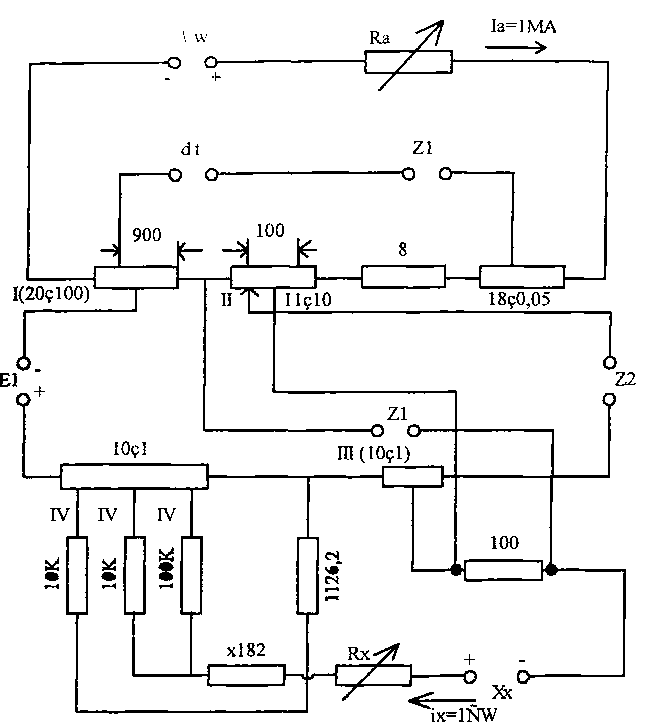 w
Ra
Ia=1MA
-
+
dt
Z1
900
100
8
I(20ç100)
II
11ç10
18ç0,05
-
E1
+
Z2
Z1
10ç1
III (10ç1)
IV
IV
IV
100
10K
10K
100K
1126,2
x182
Rx
+
-
Xx
ix=1ÑW